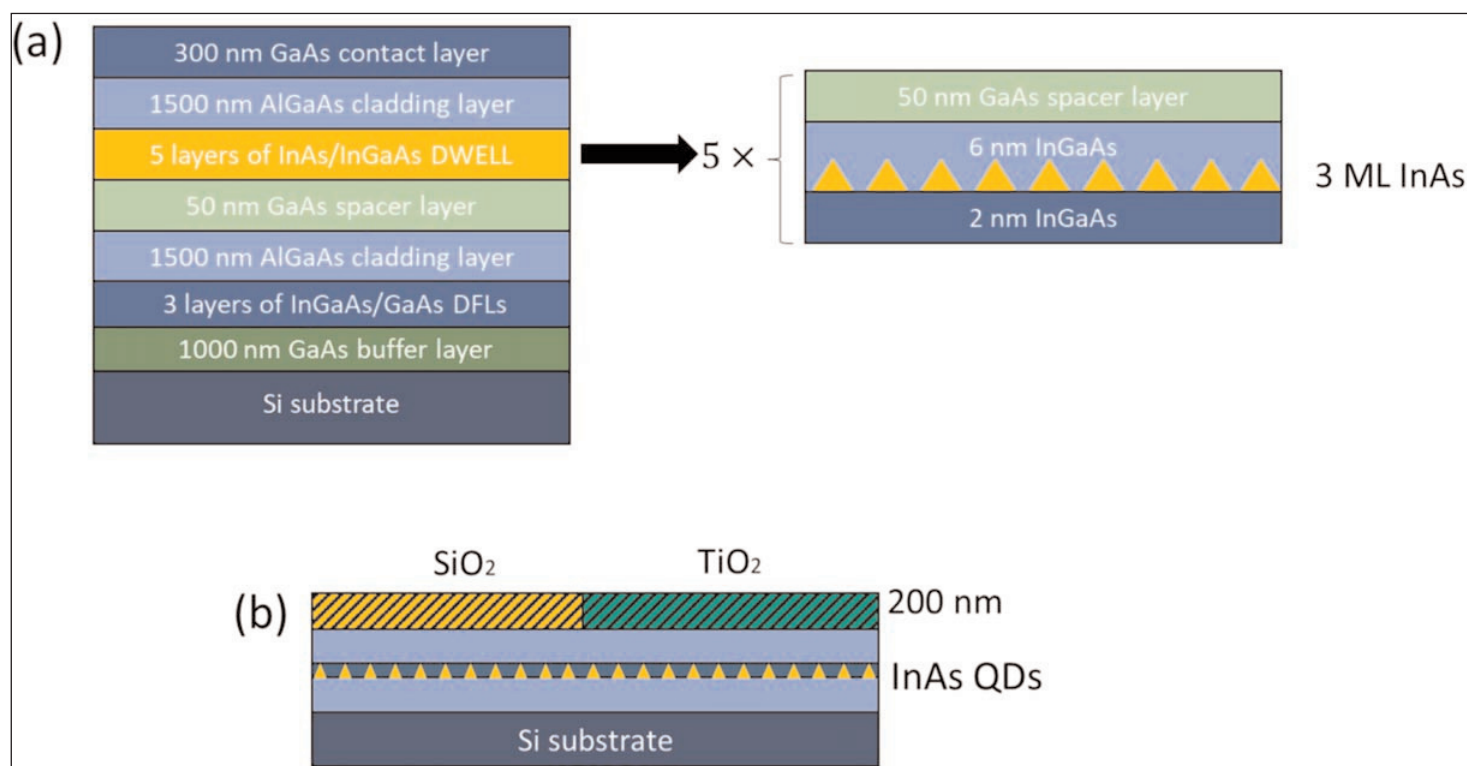 (a)
300 nm GaAs contact layer
1500 nm AlGaAs cladding layer
5 layers of InAs/InGaAs DWELL
50 nm GaAs spacer layer
1500 nm AlGaAs cladding layer
3 layers of InGaAs/GaAs DFLs
1000 nm GaAs buffer layer
Si substrate
5 ×
50 nm GaAs spacer layer
6 nm InGaAs
3 ML InAs
2 nm InGaAs
(b)
SiO₂
TiO₂
200 nm
InAs QDs
Si substrate